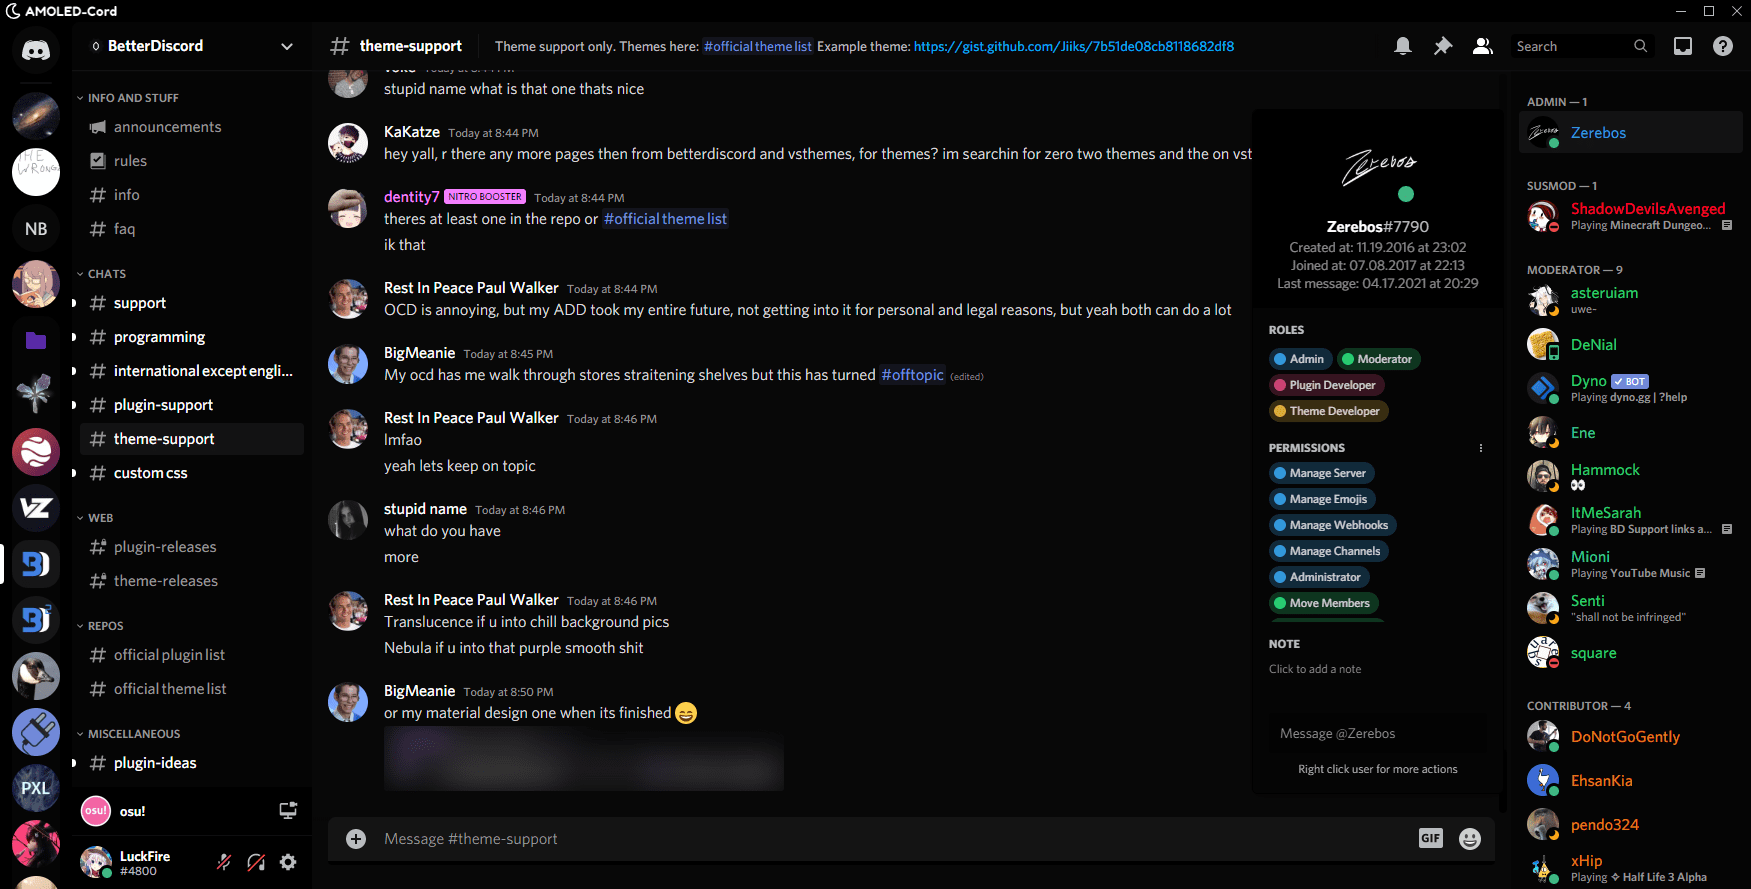 AMOLED-Cord
BetterDiscord
theme-support
Theme support only. Themes here: #official theme list Example theme: https://gist.github.com/Jiiks/7b51de08cb8118682df8
Search
THE
WRONG
NB
VZ
PXL
INFO AND STUFF
announcements
rules
info
faq
CHATS
support
programming
international except engli...
plugin-support
theme-support
custom css
WEB
plugin-releases
theme-releases
REPOS
official plugin list
official theme list
MISCELLANEOUS
plugin-ideas
osu!
osu!
LuckFire
#4800
stupid name what is that one thats nice
KaKatze Today at 8:44 PM
hey yall, r there any more pages then from betterdiscord and vsthemes, for themes? im searchin for zero two themes and the on vst
dentity7 NITRO BOOSTER Today at 8:44 PM
theres at least one in the repo or #official theme list
ik that
Rest In Peace Paul Walker Today at 8:44 PM
OCD is annoying, but my ADD took my entire future, not getting into it for personal and legal reasons, but yeah both can do a lot
BigMeanie Today at 8:45 PM
My ocd has me walk through stores straitening shelves but this has turned #offtopic (edited)
Rest In Peace Paul Walker Today at 8:46 PM
lmfao
yeah lets keep on topic
stupid name Today at 8:46 PM
what do you have
more
Rest In Peace Paul Walker Today at 8:46 PM
Translucence if u into chill background pics
Nebula if u into that purple smooth shit
BigMeanie Today at 8:50 PM
or my material design one when its finished
Message #theme-support
GIF
Zerebos
Zerebos#7790
Created at: 11.19.2016 at 23:02
Joined at: 07.08.2017 at 22:13
Last message: 04.17.2021 at 20:29
ROLES
Admin Moderator
Plugin Developer
Theme Developer
PERMISSIONS
Manage Server
Manage Emojis
Manage Webhooks
Manage Channels
Administrator
Move Members
NOTE
Click to add a note
Message @Zerebos
Right click user for more actions
ADMIN — 1
Zerebos
SUSMOD — 1
ShadowDevilsAvenged
Playing Minecraft Dungeo...
MODERATOR — 9
asteruiam
uwe-
DeNial
Dyno BOT
Playing dyno.gg | ?help
Ene
Hammock
ItMeSarah
Playing BD Support links a...
Mioni
Playing YouTube Music
Senti
"shall not be infringed"
square
CONTRIBUTOR — 4
DoNotGoGently
EhsanKia
pendo324
xHip
Playing ✧ Half Life 3 Alpha